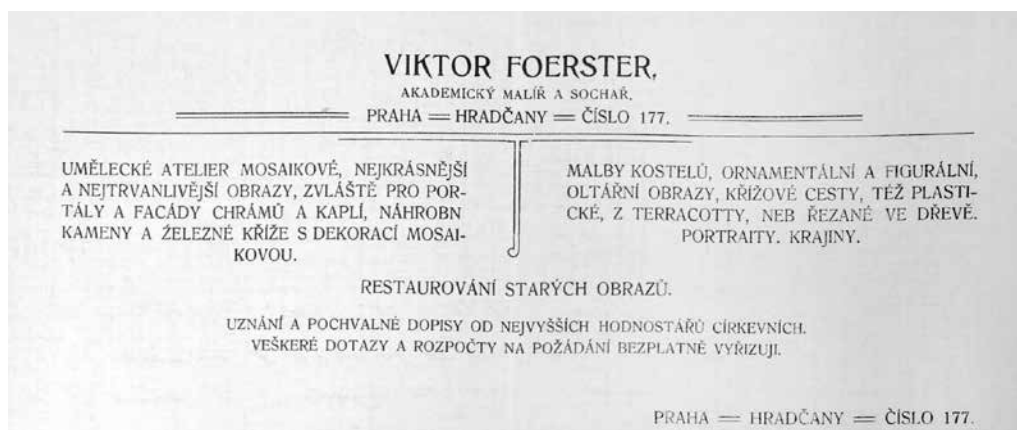 VIKTOR FOERSTER,
AKADEMICKÝ MALÍŘ A SOCHAŘ.
PRAHA = HRADČANY = ČÍSLO 177.
UMĚLECKÉ ATELIER MOSAIKOVÉ, NEJKRÁSNĚJŠÍ
A NEJTRVANLIVĚJŠÍ OBRAZY, ZVLÁŠTĚ PRO POR-
TÁLY A FACÁDY CHRÁMŮ A KAPLÍ, NÁHROBN
KAMENY A ŽELEZNÉ KŘÍŽE S DEKORACÍ MOSAI-
KOVOU.
MALBY KOSTELŮ, ORNAMENTÁLNÍ A FIGURÁLNÍ,
OLTÁŘNÍ OBRAZY, KŘÍŽOVÉ CESTY, TÉŽ PLASTI-
CKÉ, Z TERRACOTTY, NEB ŘEZANÉ VE DŘEVĚ.
PORTRAITY. KRAJINY.
RESTAUROVÁNÍ STARÝCH OBRAZŮ.
UZNÁNÍ A POCHVALNÉ DOPISY OD NEJVYŠŠÍCH HODNOSTÁŘŮ CÍRKEVNÍCH.
VEŠKERÉ DOTAZY A ROZPOČTY NA POŽÁDÁNÍ BEZPLATNĚ VYŘIZUJI.
PRAHA = HRADČANY = ČÍSLO 177.